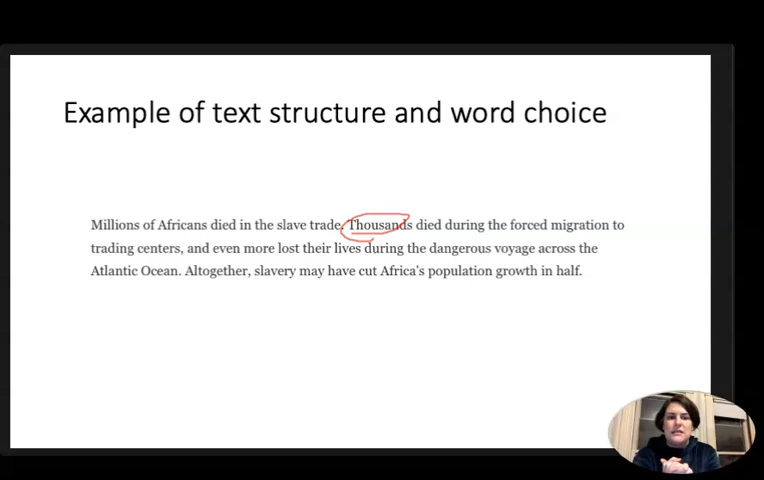 Example of text structure and word choice
Millions of Africans died in the slave trade. Thousands died during the forced migration to
trading centers, and even more lost their lives during the dangerous voyage across the
Atlantic Ocean. Altogether, slavery may have cut Africa's population growth in half.